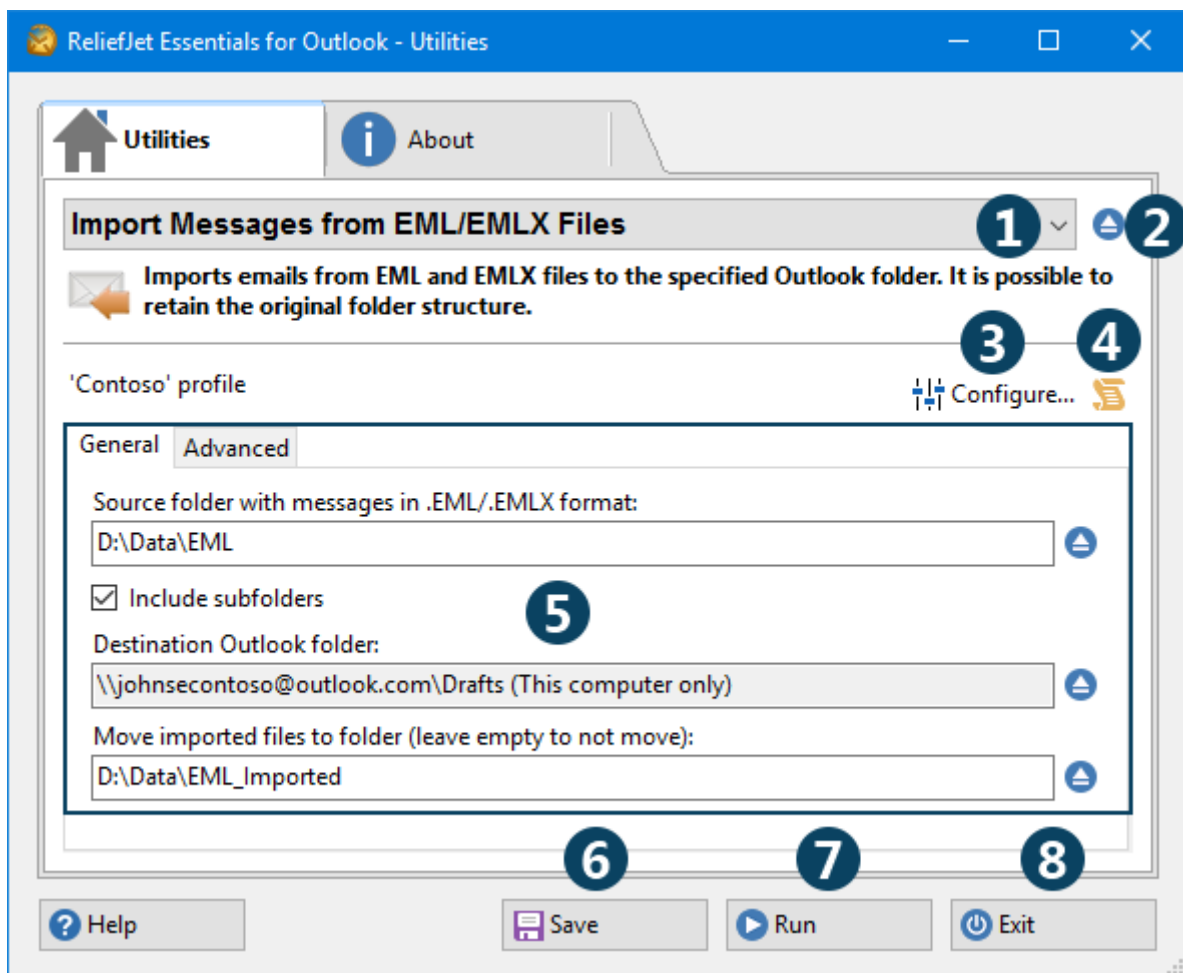 ReliefJet Essentials for Outlook - Utilities
Utilities
About
Import Messages from EML/EMLX Files
1
2
Imports emails from EML and EMLX files to the specified Outlook folder. It is possible to
retain the original folder structure.
3
4
'Contoso' profile
Configure...
General
Advanced
Source folder with messages in .EML/.EMLX format:
D:\Data\EML
Include subfolders
5
Destination Outlook folder:
\\johnsecontoso@outlook.com\Drafts (This computer only)
Move imported files to folder (leave empty to not move):
D:\Data\EML_Imported
6
7
8
Help
Save
Run
Exit